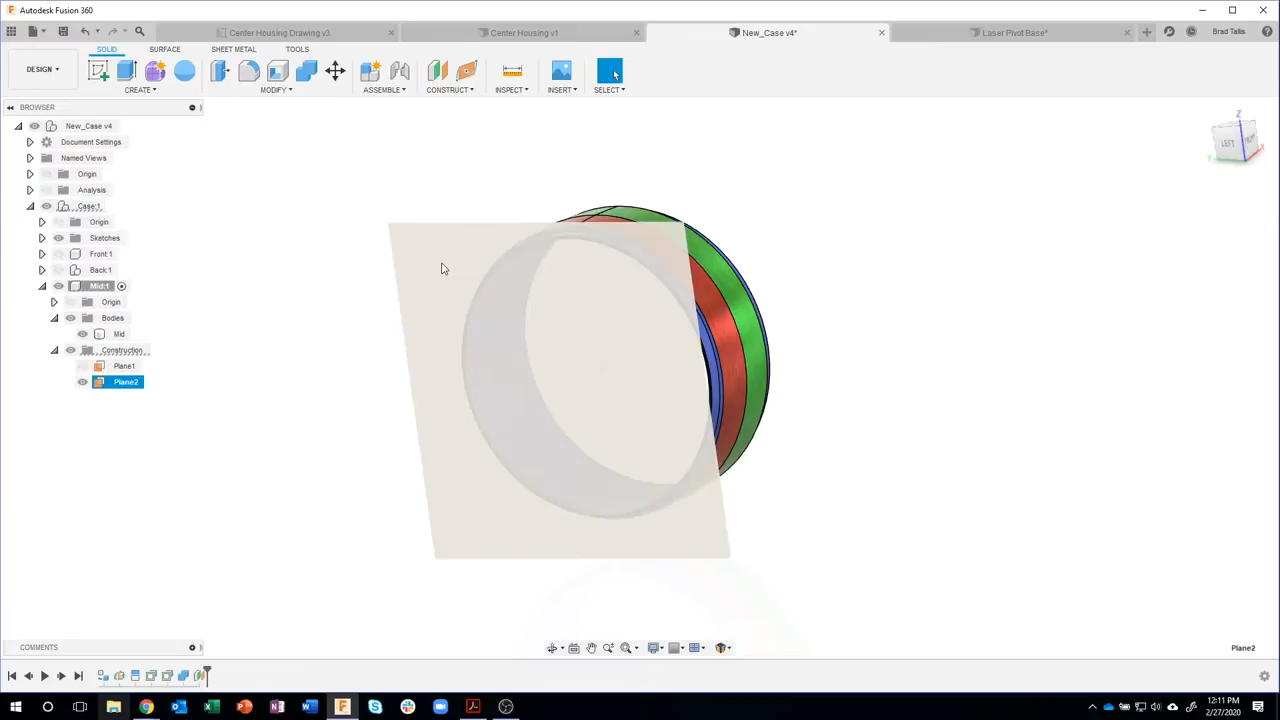 Autodesk Fusion 360
Center Housing Drawing v3
Center Housing v1
New_Case v4*
Laser Pivot Base*
Brad Tallis
SOLID
SURFACE
SHEET METAL
TOOLS
DESIGN
CREATE
MODIFY
ASSEMBLE
CONSTRUCT
INSPECT
INSERT
SELECT
BROWSER
New_Case v4
Document Settings
Named Views
Origin
Analysis
Case:1
Origin
Sketches
Front:1
Back:1
Mid:1
Origin
Bodies
Mid
Construction
Plane1
Plane2
Z
LEFT
COMMENTS
Plane2
12:11 PM
2/27/2020